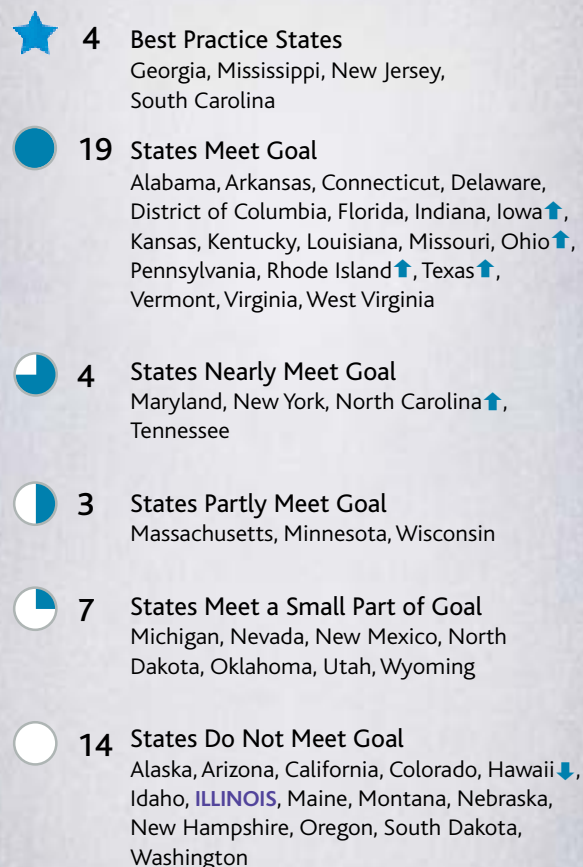 4 Best Practice States
Georgia, Mississippi, New Jersey,
South Carolina
19 States Meet Goal
Alabama, Arkansas, Connecticut, Delaware,
District of Columbia, Florida, Indiana, Iowa⬆,
Kansas, Kentucky, Louisiana, Missouri, Ohio⬆,
Pennsylvania, Rhode Island⬆, Texas⬆,
Vermont, Virginia, West Virginia
4 States Nearly Meet Goal
Maryland, New York, North Carolina⬆,
Tennessee
3 States Partly Meet Goal
Massachusetts, Minnesota, Wisconsin
7 States Meet a Small Part of Goal
Michigan, Nevada, New Mexico, North
Dakota, Oklahoma, Utah, Wyoming
14 States Do Not Meet Goal
Alaska, Arizona, California, Colorado, Hawaii⬇,
Idaho, ILLINOIS, Maine, Montana, Nebraska,
New Hampshire, Oregon, South Dakota,
Washington